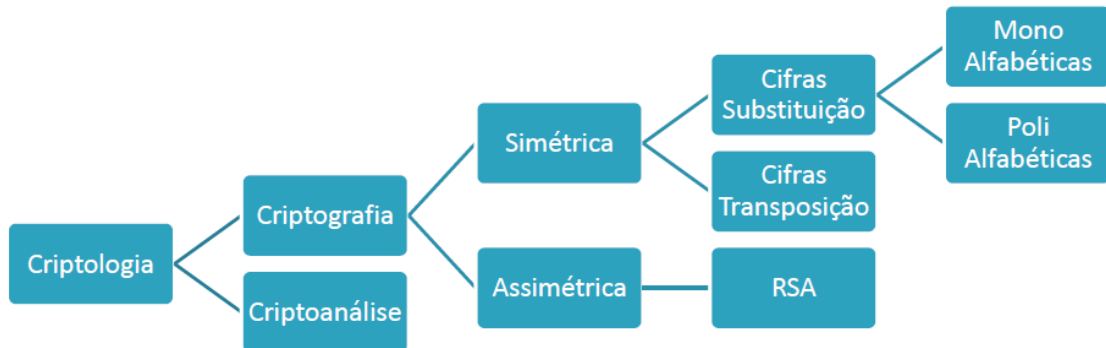 Mono
Alfabéticas
Cifras
Substituição
Simétrica
Poli
Alfabéticas
Cifras
Transposição
Criptografia
Criptologia
Assimétrica
RSA
Criptoanálise